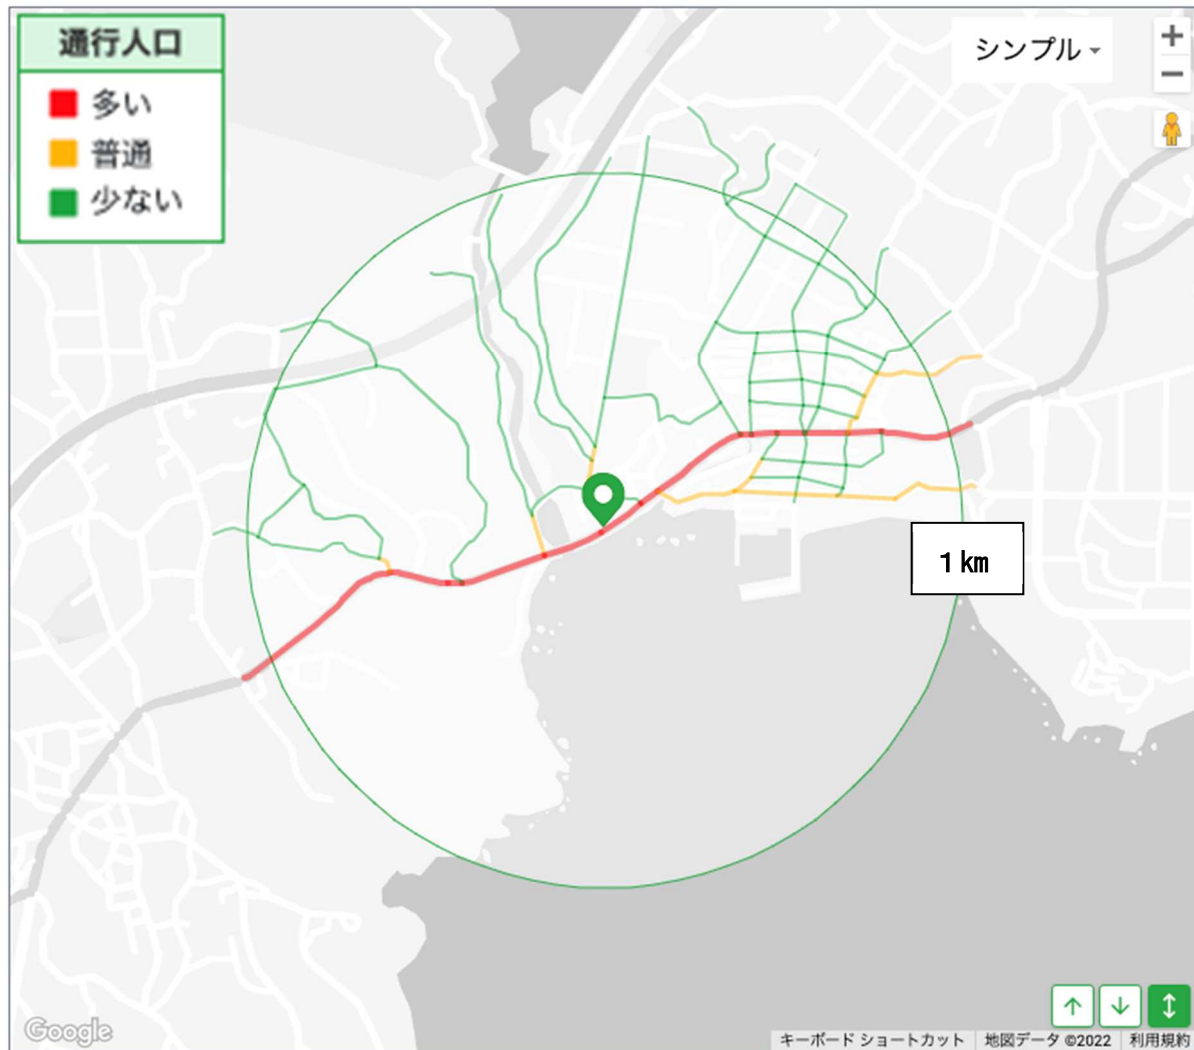 通行人口
多い
普通
少ない
シンプル
1km
Google
キーボード ショートカット
地図データ ©2022
利用規約